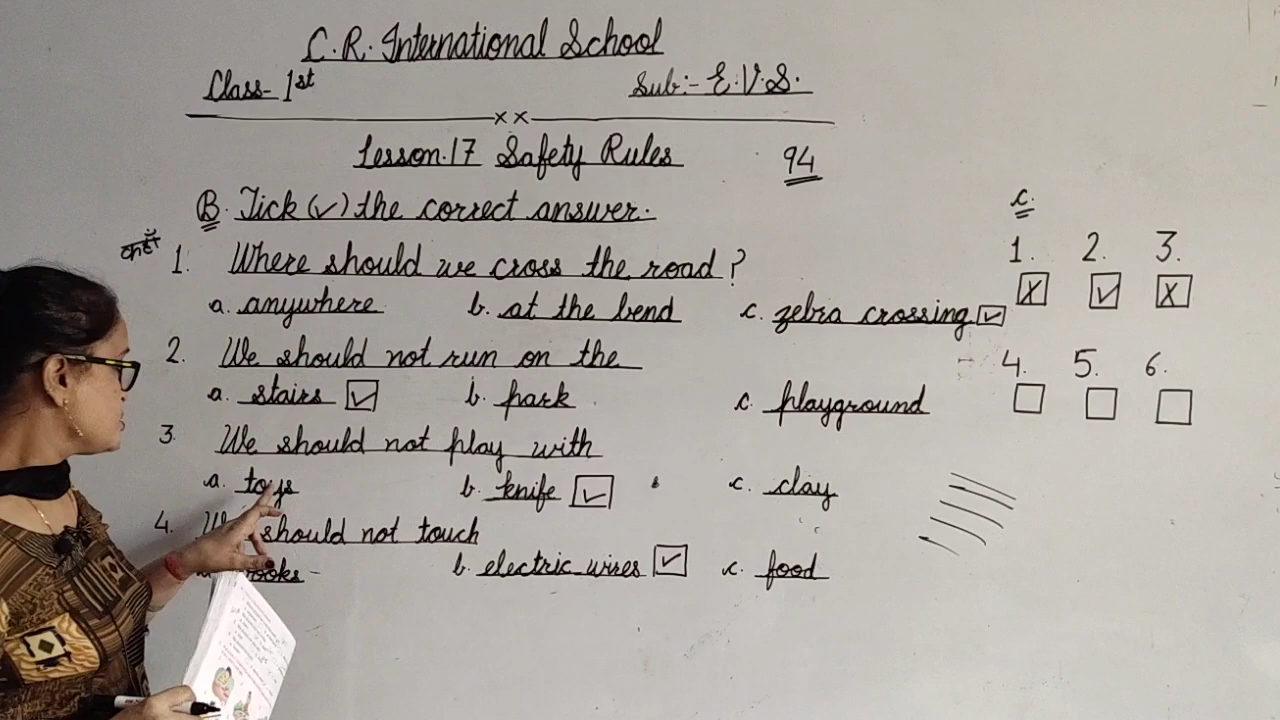 C. R. International School
Class- 1st Sub:- E.V.S.
x x
Lesson.17 Safety Rules 94
B. Tick (✓) the correct answer.
कहाँ 1. Where should we cross the road?
a. anywhere b. at the bend c. zebra crossing ✓
2. We should not run on the
a. stairs ✓ b. park c. playground
3. We should not play with
a. toys b. knife ✓ c. clay
4. We should not touch
b. electric wires ✓ c. food
C.
1. 2. 3.
X ✓ X
4. 5. 6.